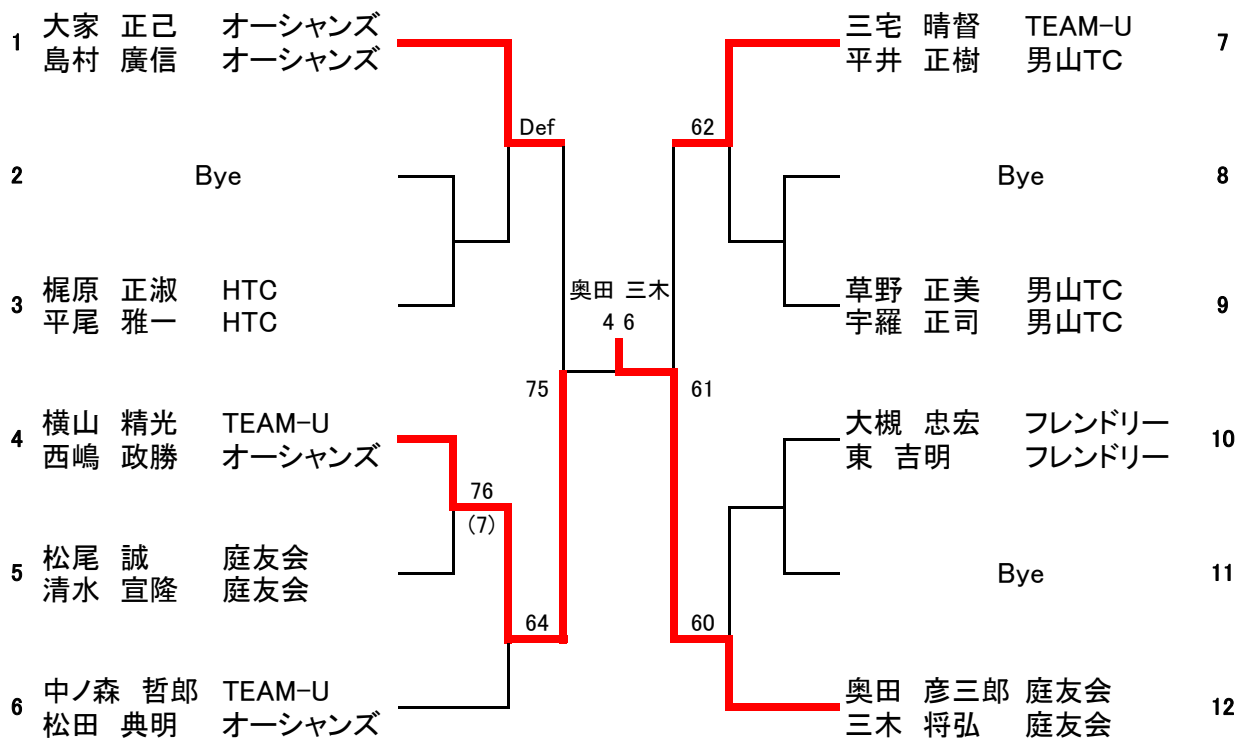 1 大家 正己 オーシャンズ
島村 廣信 オーシャンズ
2 Bye
3 梶原 正淑 HTC
平尾 雅一 HTC
4 横山 精光 TEAM-U
西嶋 政勝 オーシャンズ
5 松尾 誠 庭友会
清水 宣隆 庭友会
6 中ノ森 哲郎 TEAM-U
松田 典明 オーシャンズ
Def
76
(7)
64
75
奥田 三木
4 6
62
61
60
三宅 晴督 TEAM-U 7
平井 正樹 男山TC
Bye 8
草野 正美 男山TC 9
宇羅 正司 男山TC
大槻 忠宏 フレンドリー 10
東 吉明 フレンドリー
Bye 11
奥田 彦三郎 庭友会 12
三木 将弘 庭友会